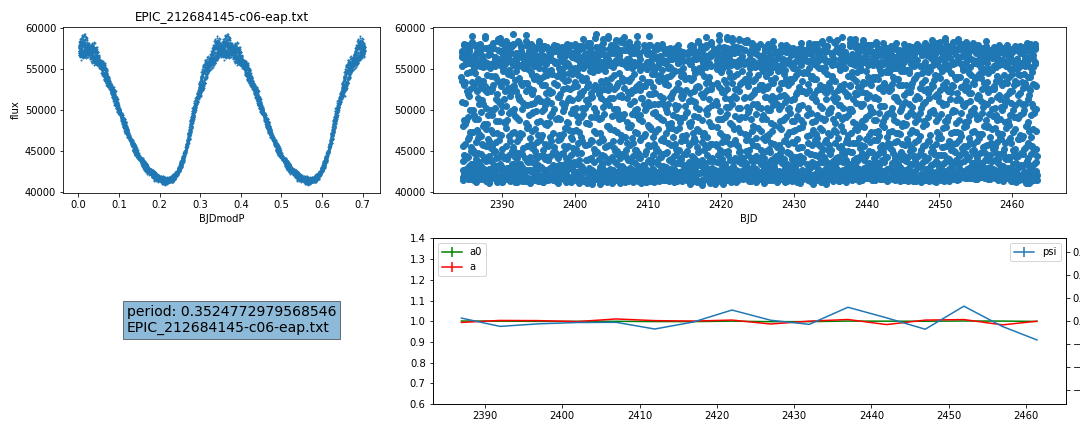 EPIC_212684145-c06-eap.txt
60000
55000
50000
45000
40000
flux
0.0 0.1 0.2 0.3 0.4 0.5 0.6 0.7
BJDmodP
60000
55000
50000
45000
40000
2390 2400 2410 2420 2430 2440 2450 2460
BJD
period: 0.3524772979568546
EPIC_212684145-c06-eap.txt
1.4
1.3
1.2
1.1
1.0
0.9
0.8
0.7
0.6
a0
a
psi
2390 2400 2410 2420 2430 2440 2450 2460